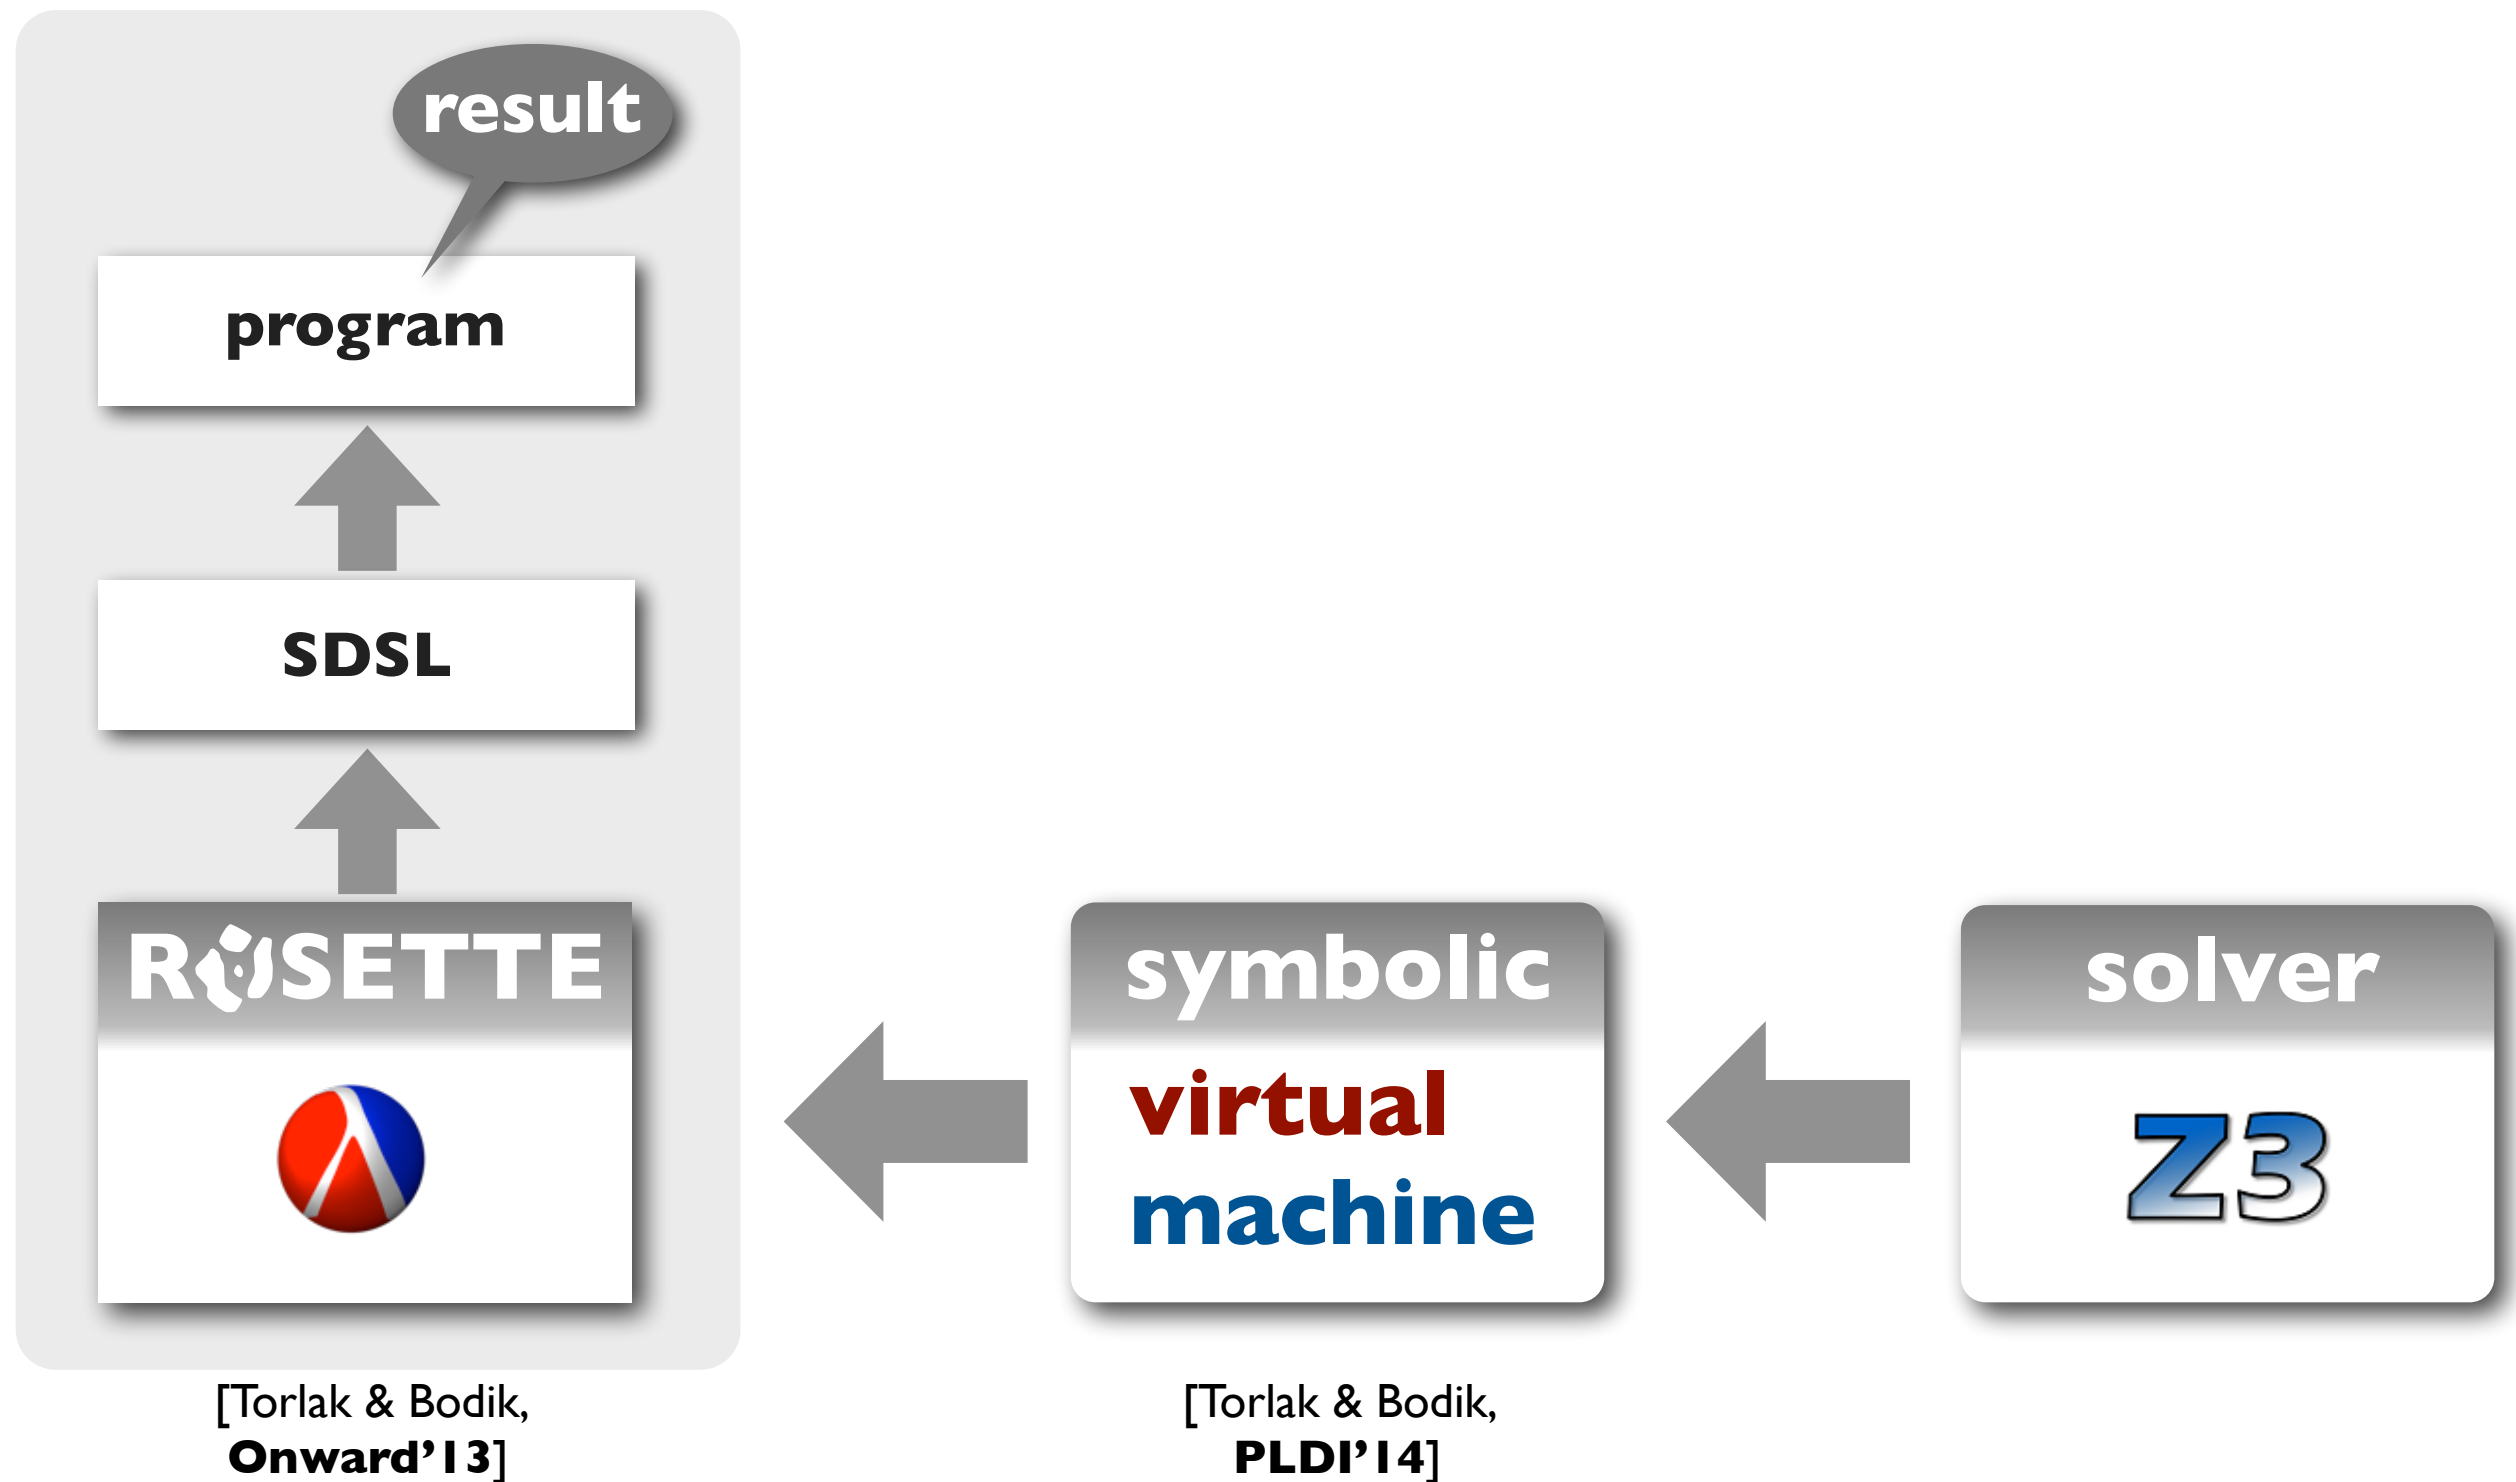 result
program
SDSL
ROSETTE
symbolic
virtual
machine
solver
Z3
[Torlak & Bodik,
Onward’13]
[Torlak & Bodik,
PLDI’14]